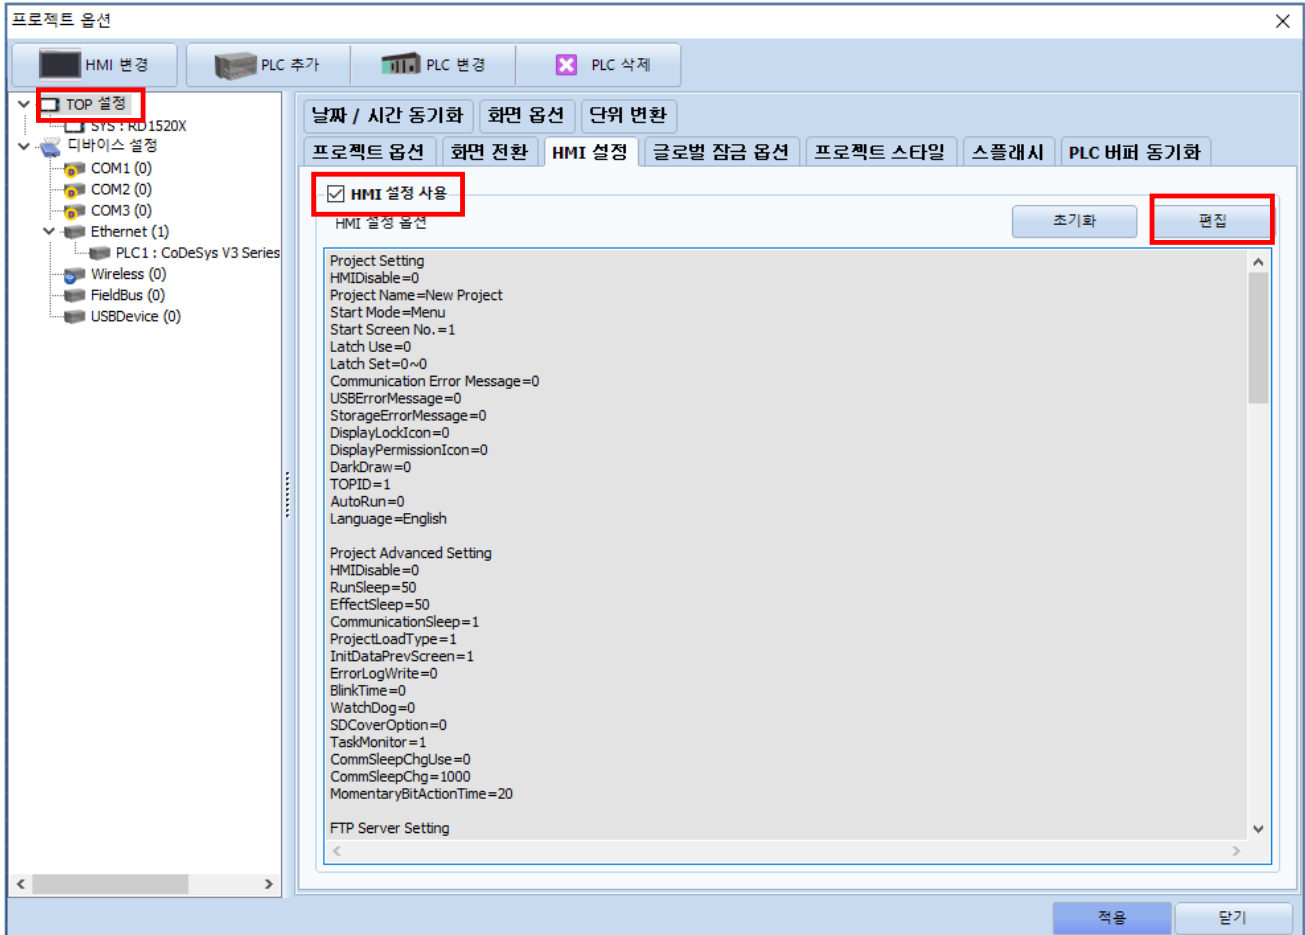 프로젝트 옵션
HMI 변경
PLC 추가
PLC 변경
PLC 삭제
TOP 설정
SYS : RD1520X
디바이스 설정
COM1 (0)
COM2 (0)
COM3 (0)
Ethernet (1)
PLC1 : CoDeSys V3 Series
Wireless (0)
FieldBus (0)
USBDevice (0)
날짜 / 시간 동기화
화면 옵션
단위 변환
프로젝트 옵션
화면 전환
HMI 설정
글로벌 잠금 옵션
프로젝트 스타일
스플래시
PLC 버퍼 동기화
HMI 설정 사용
HMI 설정 옵션
초기화
편집
Project Setting
HMIDisable=0
Project Name=New Project
Start Mode=Menu
Start Screen No.=1
Latch Use=0
Latch Set=0~0
Communication Error Message=0
USBErrorMessage=0
StorageErrorMessage=0
DisplayLockIcon=0
DisplayPermissionIcon=0
DarkDraw=0
TOPID=1
AutoRun=0
Language=English
Project Advanced Setting
HMIDisable=0
RunSleep=50
EffectSleep=50
CommunicationSleep=1
ProjectLoadType=1
InitDataPrevScreen=1
ErrorLogWrite=0
BlinkTime=0
WatchDog=0
SDCoverOption=0
TaskMonitor=1
CommSleepChgUse=0
CommSleepChg=1000
MomentaryBitActionTime=20
FTP Server Setting
적용
닫기